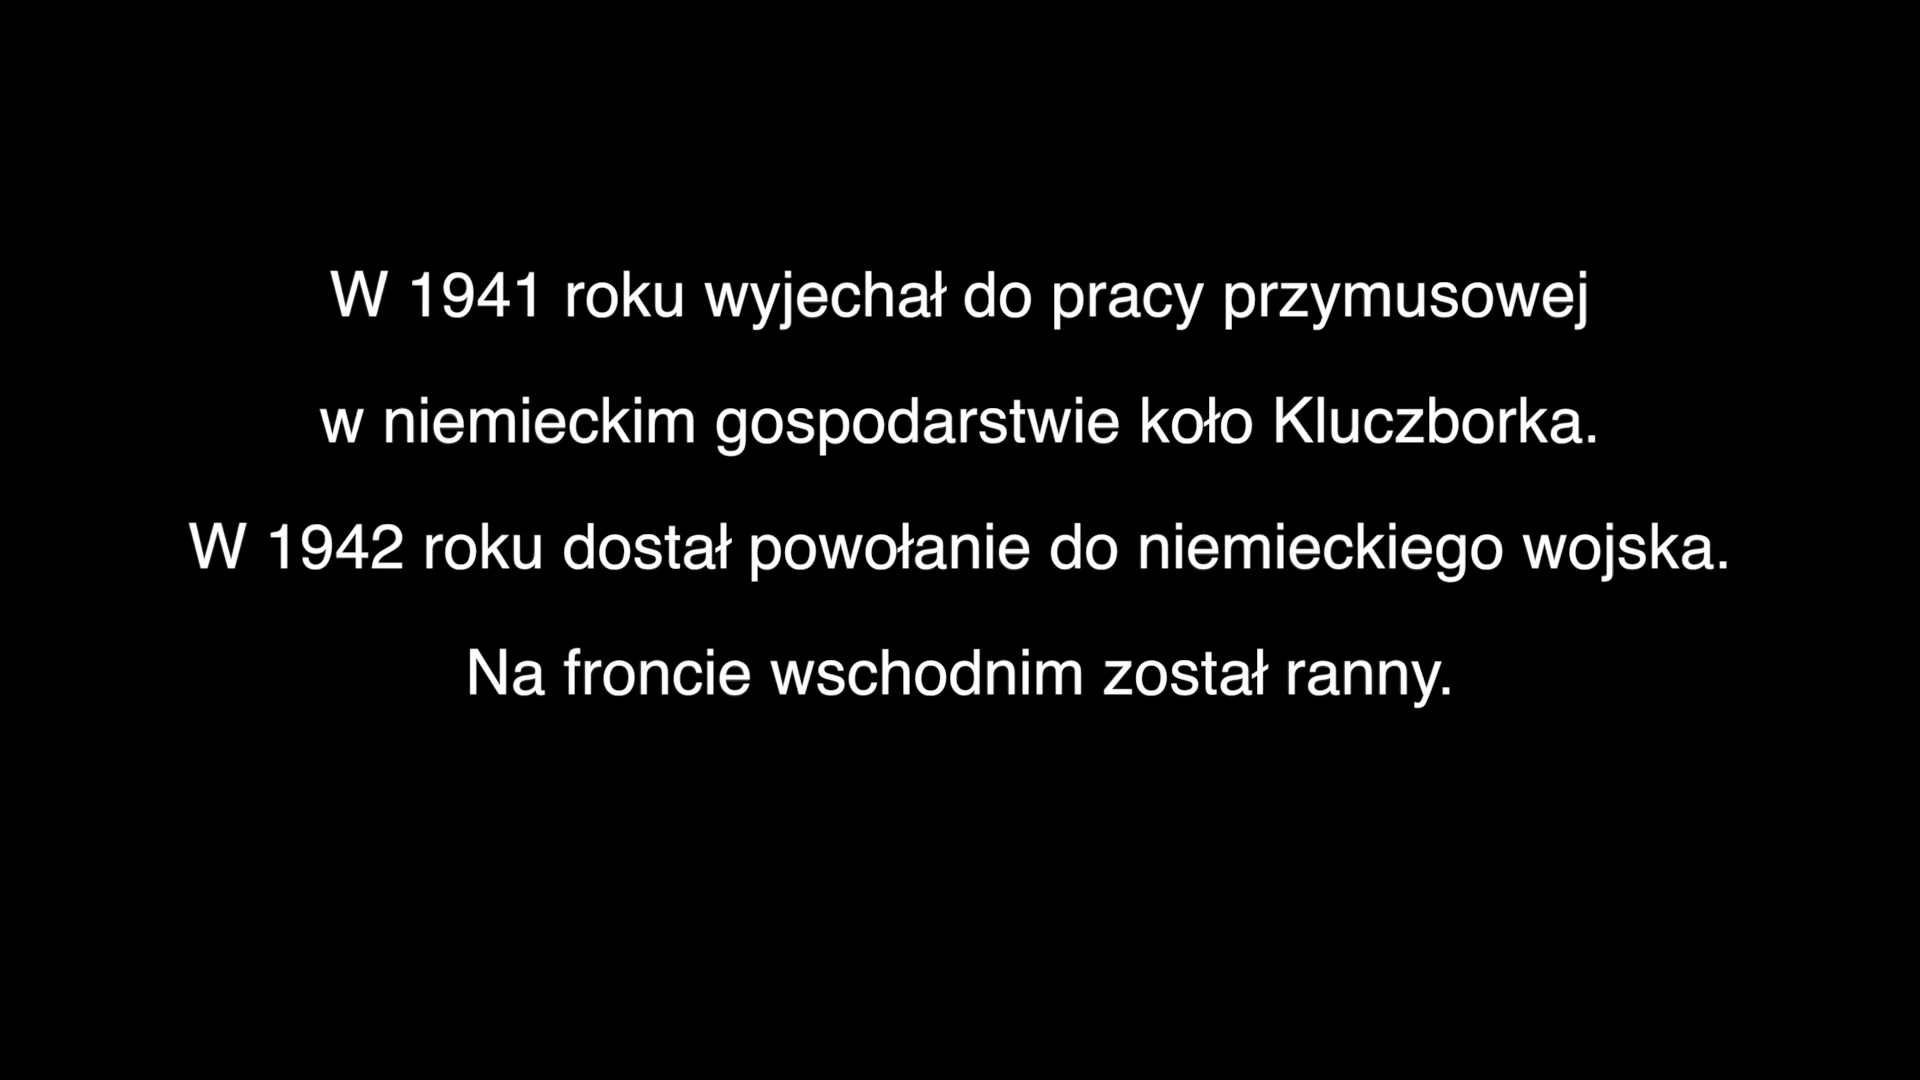 W 1941 roku wyjechał do pracy przymusowej
w niemieckim gospodarstwie koło Kluczborka.
W 1942 roku dostał powołanie do niemieckiego wojska.
Na froncie wschodnim został ranny.